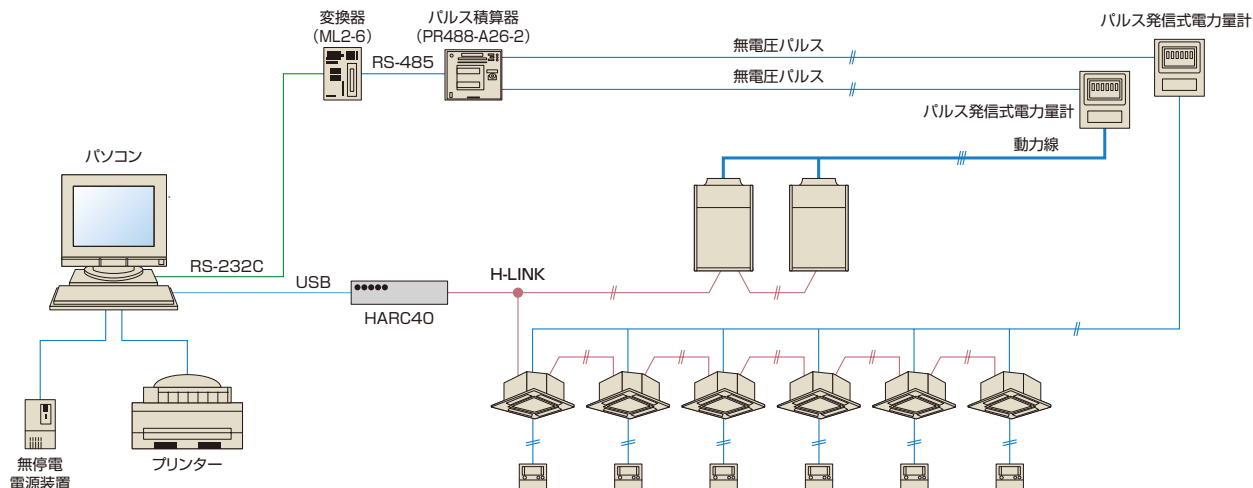 変換器
（ML2-6）
パルス積算器
（PR488-A26-2）
パルス発信式電力量計
RS-485
無電圧パルス
無電圧パルス
パルス発信式電力量計
動力線
パソコン
RS-232C
USB
H-LINK
HARC40
無停電
電源装置
プリンター